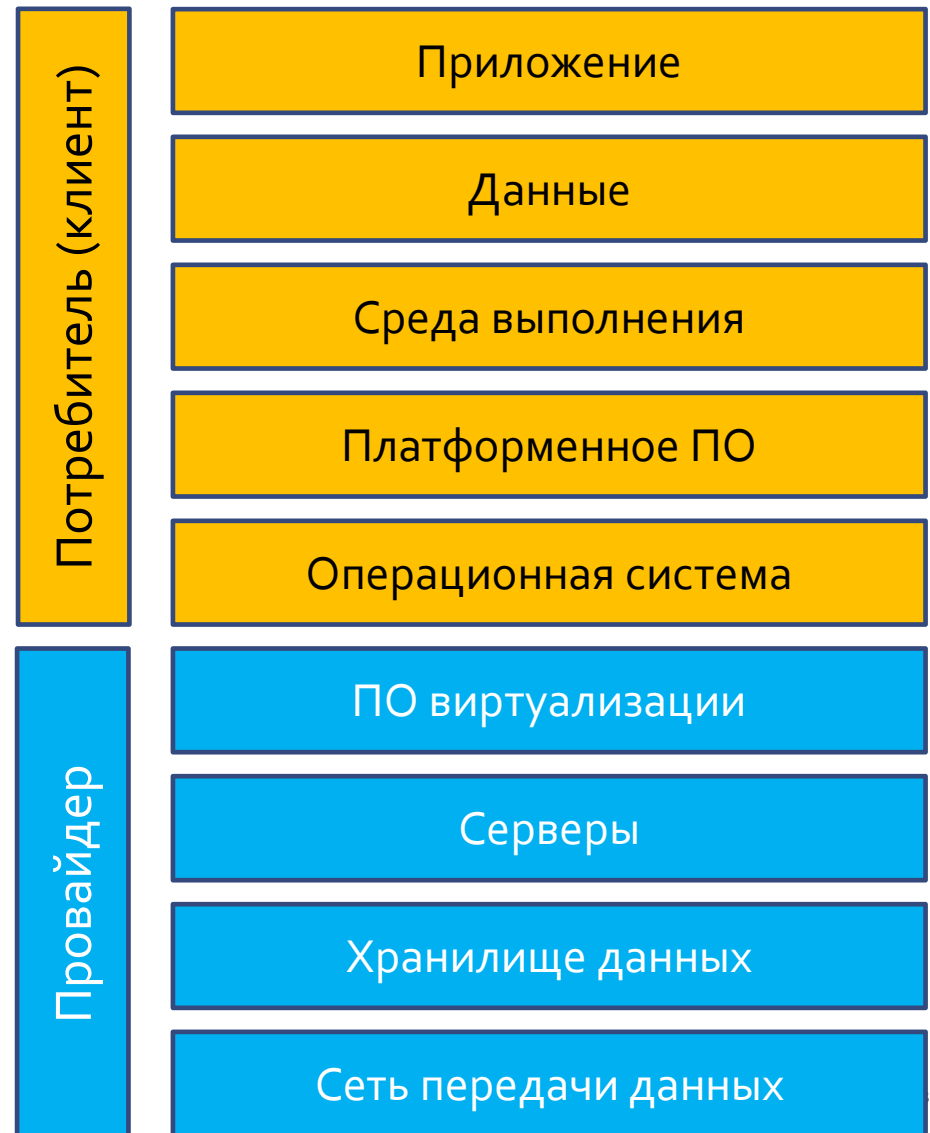 Потребитель (клиент)
Приложение
Данные
Среда выполнения
Платформенное ПО
Операционная система
Провайдер
ПО виртуализации
Серверы
Хранилище данных
Сеть передачи данных